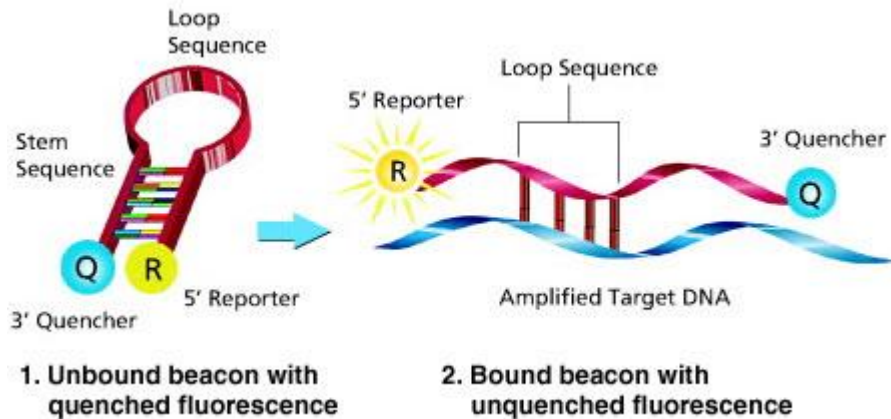 Loop
Sequence
Stem
Sequence
Q
R
5' Reporter
3' Quencher
1. Unbound beacon with
quenched fluorescence
Loop Sequence
5' Reporter
3' Quencher
R
Q
Amplified Target DNA
2. Bound beacon with
unquenched fluorescence